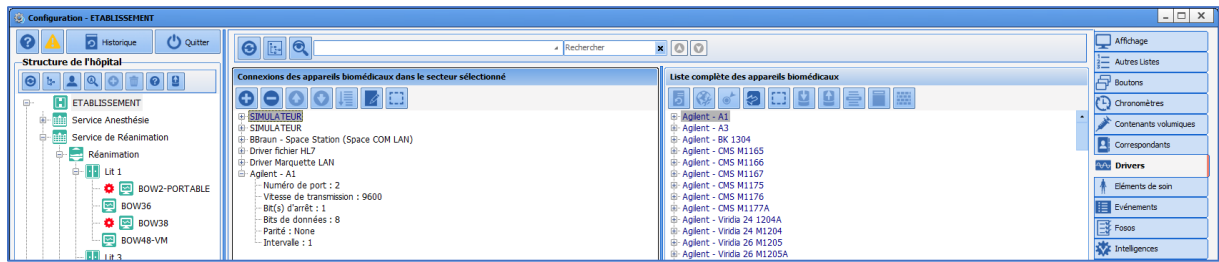 Configuration - ETABLISSEMENT
Historique
Quitter
Structure de l'hôpital
ETABLISSEMENT
Service Anesthésie
Service de Réanimation
Réanimation
Lit 1
BOW2-PORTABLE
BOW36
BOW38
BOW48-VM
Lit 3
Rechercher
Connexions des appareils biomédicaux dans le secteur sélectionné
SIMULATEUR
SIMULATEUR
BBraun - Space Station (Space COM LAN)
Driver fichier HL7
Driver Marquette LAN
Agilent - A1
Numéro de port : 2
Vitesse de transmission : 9600
Bit(s) d'arrêt : 1
Bits de données : 8
Parité : None
Intervalle : 1
Liste complète des appareils biomédicaux
Agilent - A1
Agilent - A3
Agilent - BK 1304
Agilent - CMS M1165
Agilent - CMS M1166
Agilent - CMS M1167
Agilent - CMS M1175
Agilent - CMS M1176
Agilent - CMS M1177A
Agilent - Viridia 24 1204A
Agilent - Viridia 24 M1204
Agilent - Viridia 26 M1205
Agilent - Viridia 26 M1205A
Affichage
Autres Listes
Boutons
Chronomètres
Contenants volumiques
Correspondants
Drivers
Eléments de soin
Evénements
Fosos
Intelligences